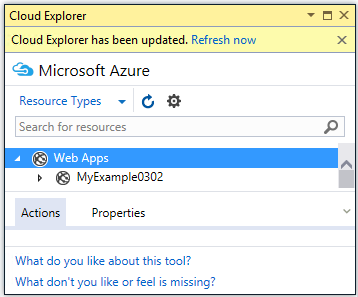 Cloud Explorer
Cloud Explorer has been updated. Refresh now
Microsoft Azure
Resource Types
Search for resources
Web Apps
MyExample0302
Actions Properties
What do you like about this tool?
What don't you like or feel is missing?